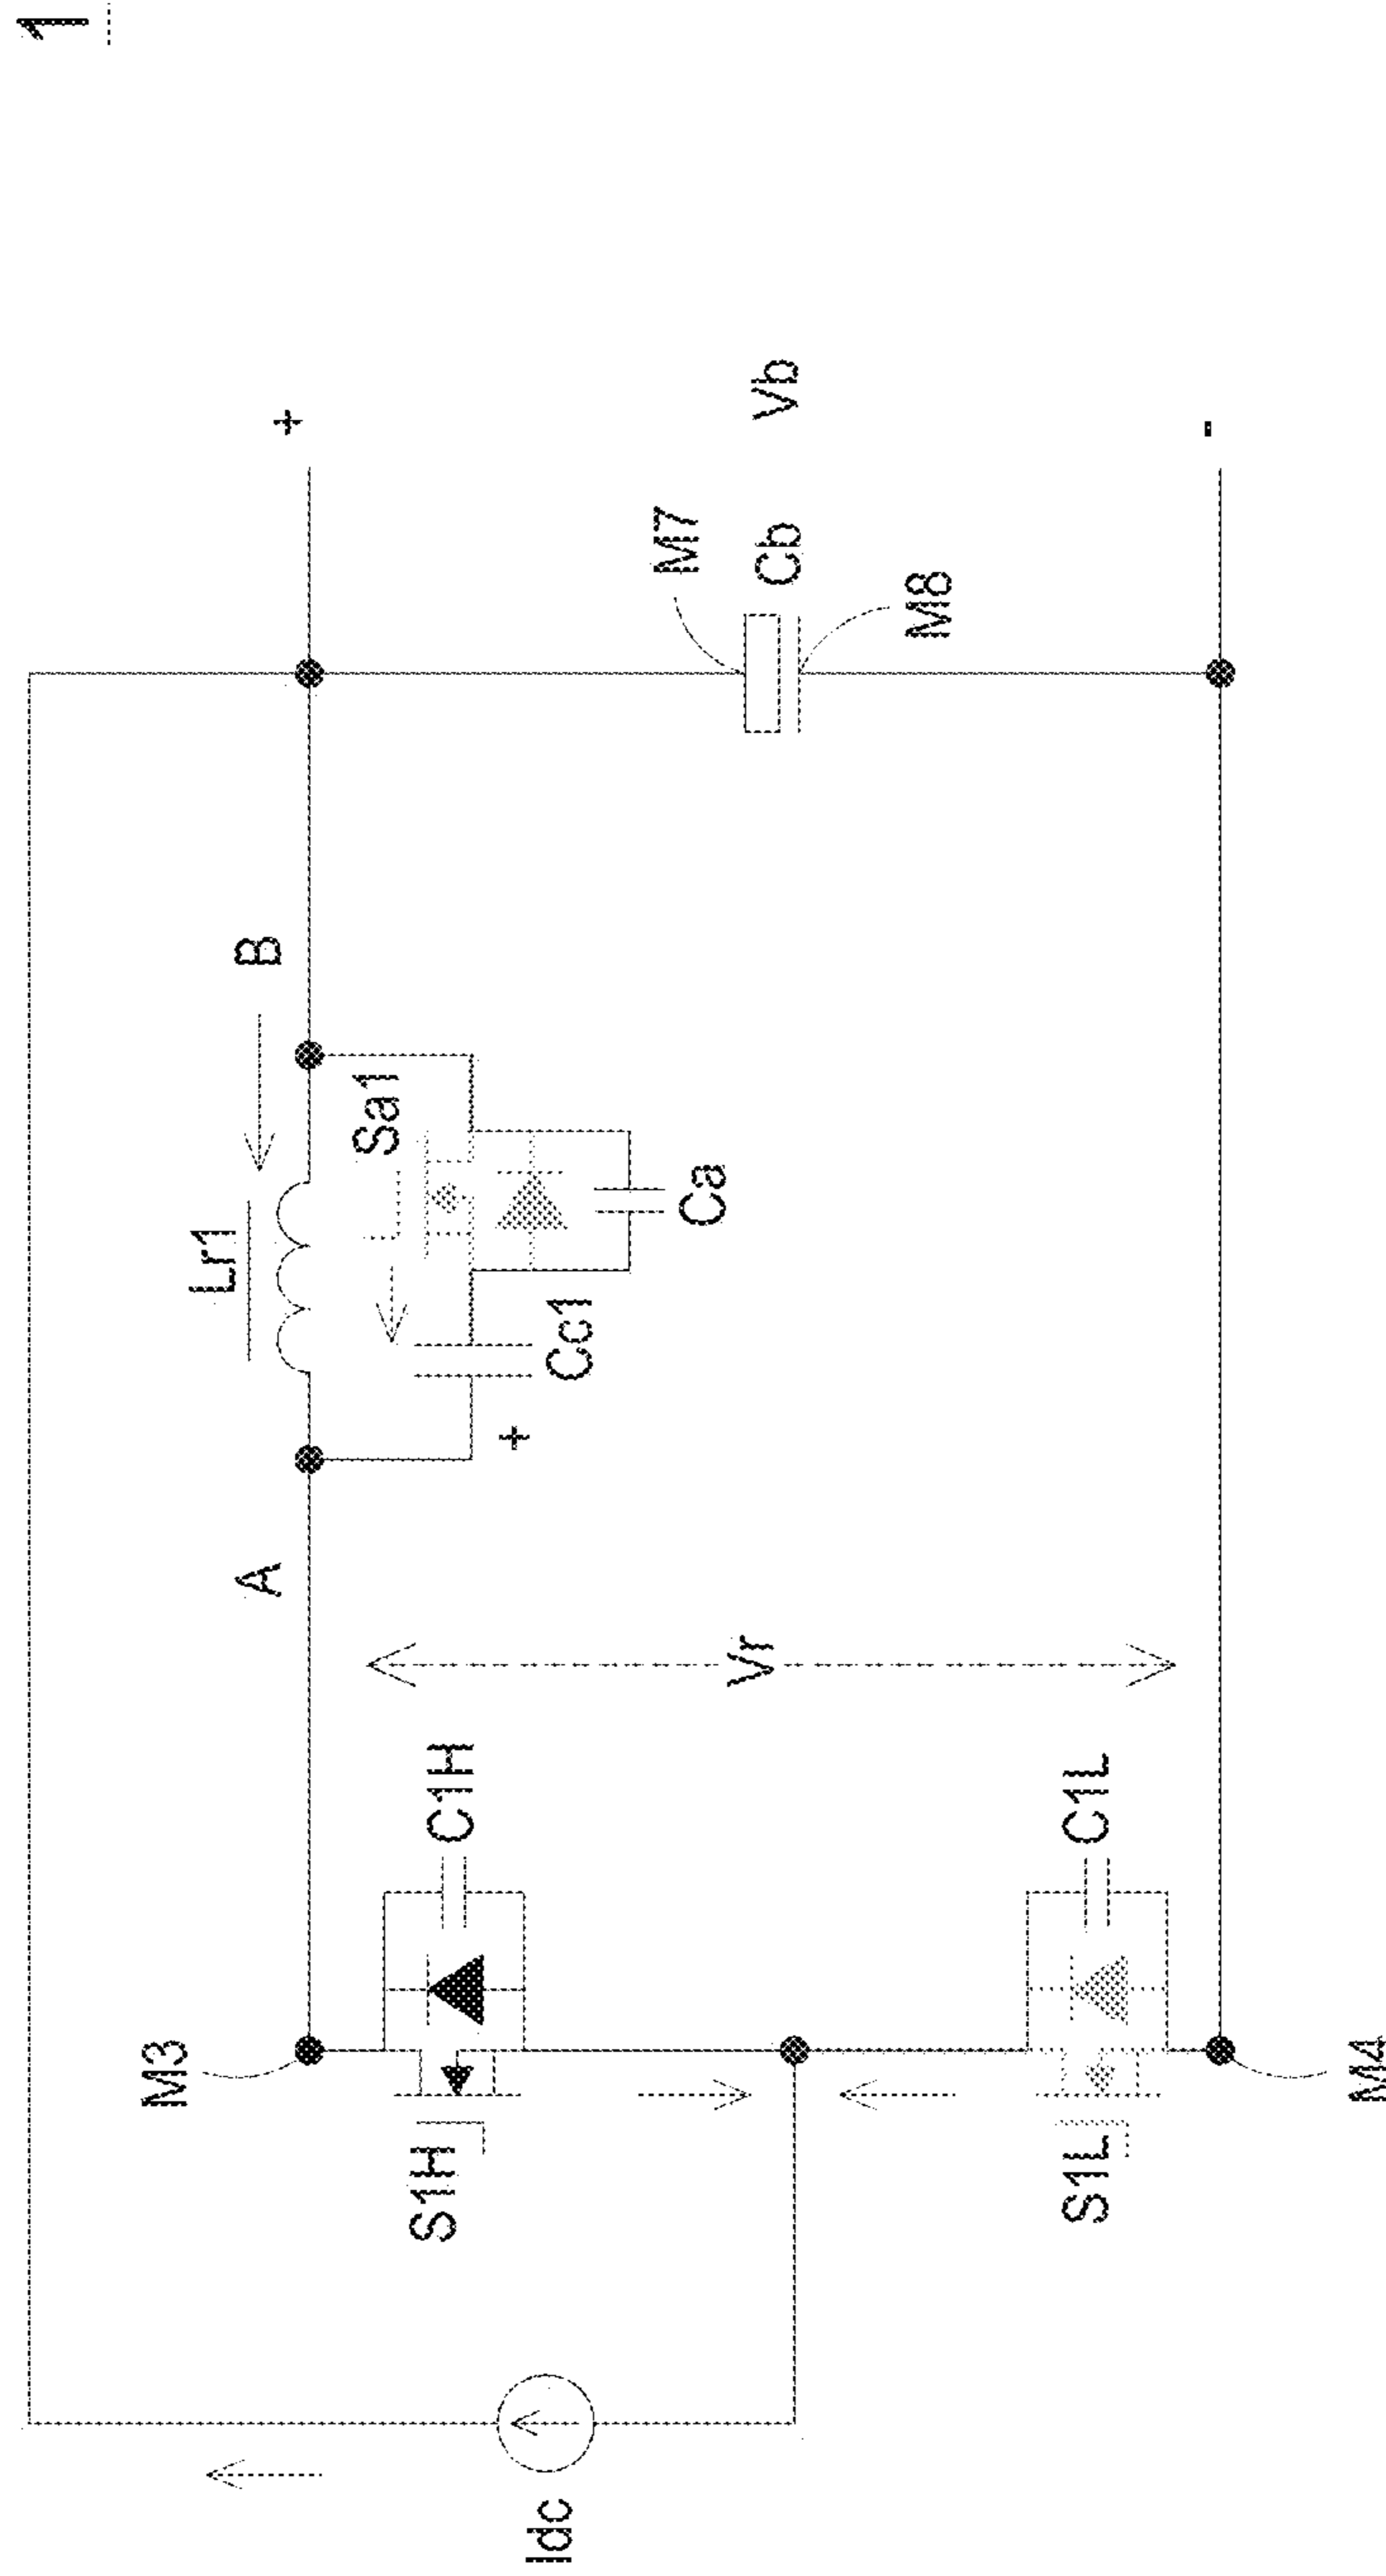 1
+
Vb
-
M7
Cb
M8
B
Sa1
Lr1
Ca
Cc1
+
A
Vr
C1H
C1L
M3
M4
S1H
S1L
Idc